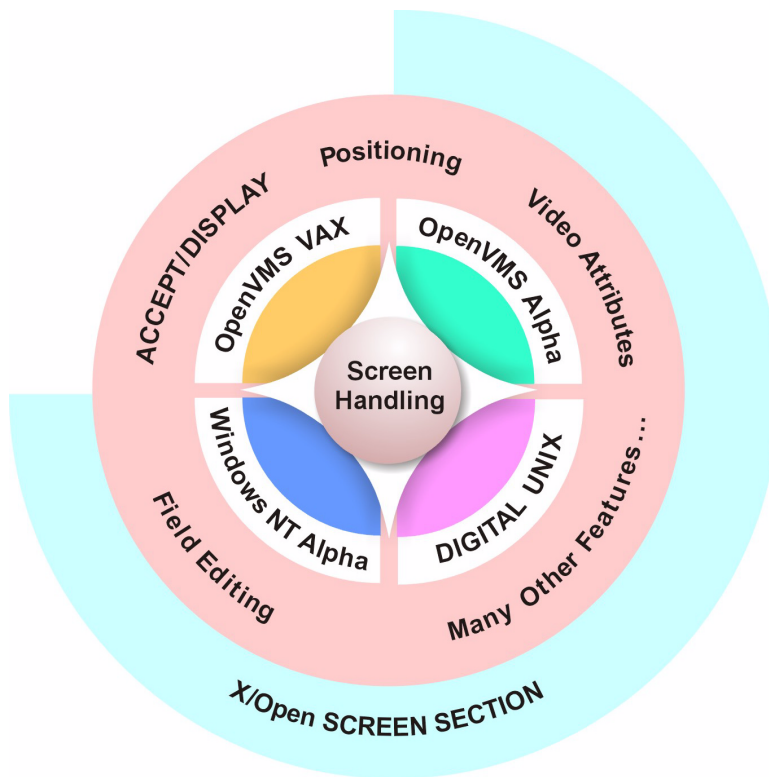 Positioning
ACCEPT/DISPLAY
Video Attributes
OpenVMS VAX
OpenVMS Alpha
Screen
Handling
Windows NT Alpha
DIGITAL UNIX
Field Editing
Many Other Features...
X/Open SCREEN SECTION